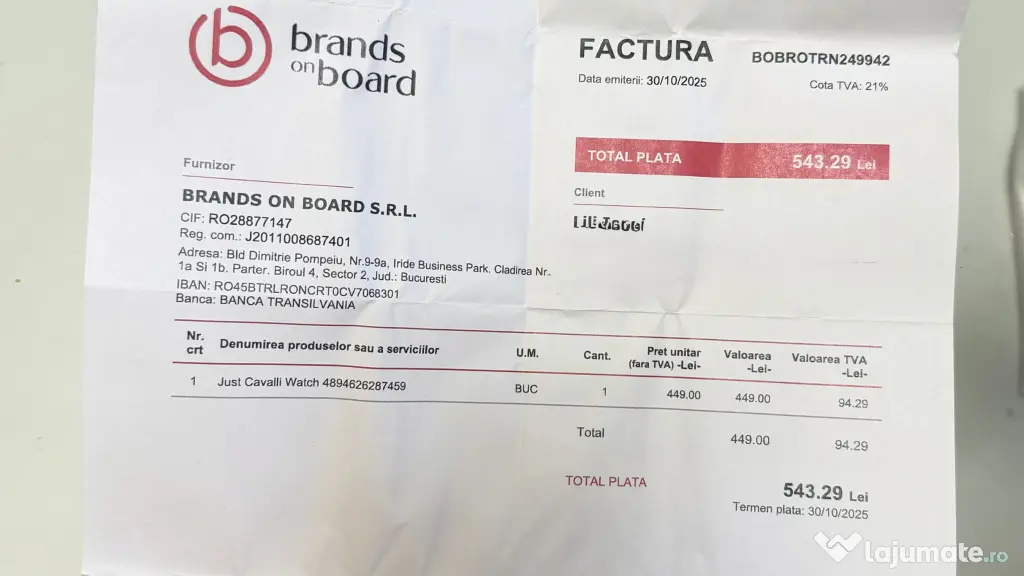 brands
on board
FACTURA
BOBROTRN249942
Data emiterii: 30/10/2025
Cota TVA: 21%
TOTAL PLATA
543.29 Lei
Furnizor
BRANDS ON BOARD S.R.L.
CIF: RO28877147
Reg. com.: J2011008687401
Adresa: Bld Dimitrie Pompeiu, Nr.9-9a, Iride Business Park. Cladirea Nr.
1a Si 1b. Parter. Biroul 4, Sector 2, Jud.: Bucuresti
IBAN: RO45BTRLRONCRT0CV7068301
Banca: BANCA TRANSILVANIA
Client
Nr. crt
Denumirea produselor sau a serviciilor
U.M.
Cant.
Pret unitar
(fara TVA) -Lei-
Valoarea
-Lei-
Valoarea TVA
-Lei-
1 Just Cavalli Watch 4894626287459 BUC 1 449.00 449.00 94.29
Total 449.00 94.29
TOTAL PLATA 543.29 Lei
Termen plata: 30/10/2025
lajumate.ro